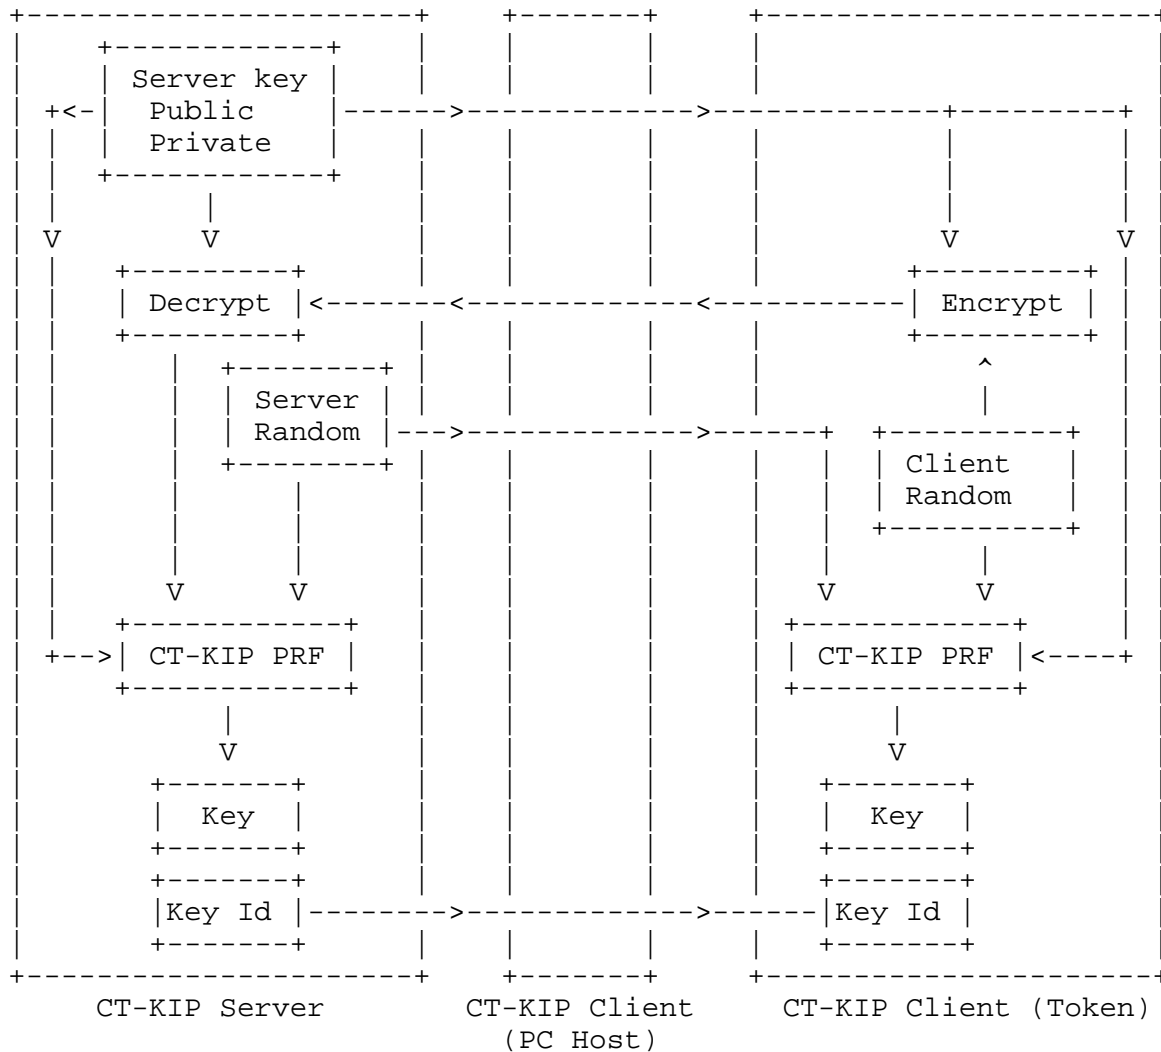 Server key
Public
Private
Decrypt
Encrypt
Server
Random
Client
Random
CT-KIP PRF
CT-KIP PRF
Key
Key
Key Id
Key Id
CT-KIP Server
CT-KIP Client
(PC Host)
CT-KIP Client (Token)